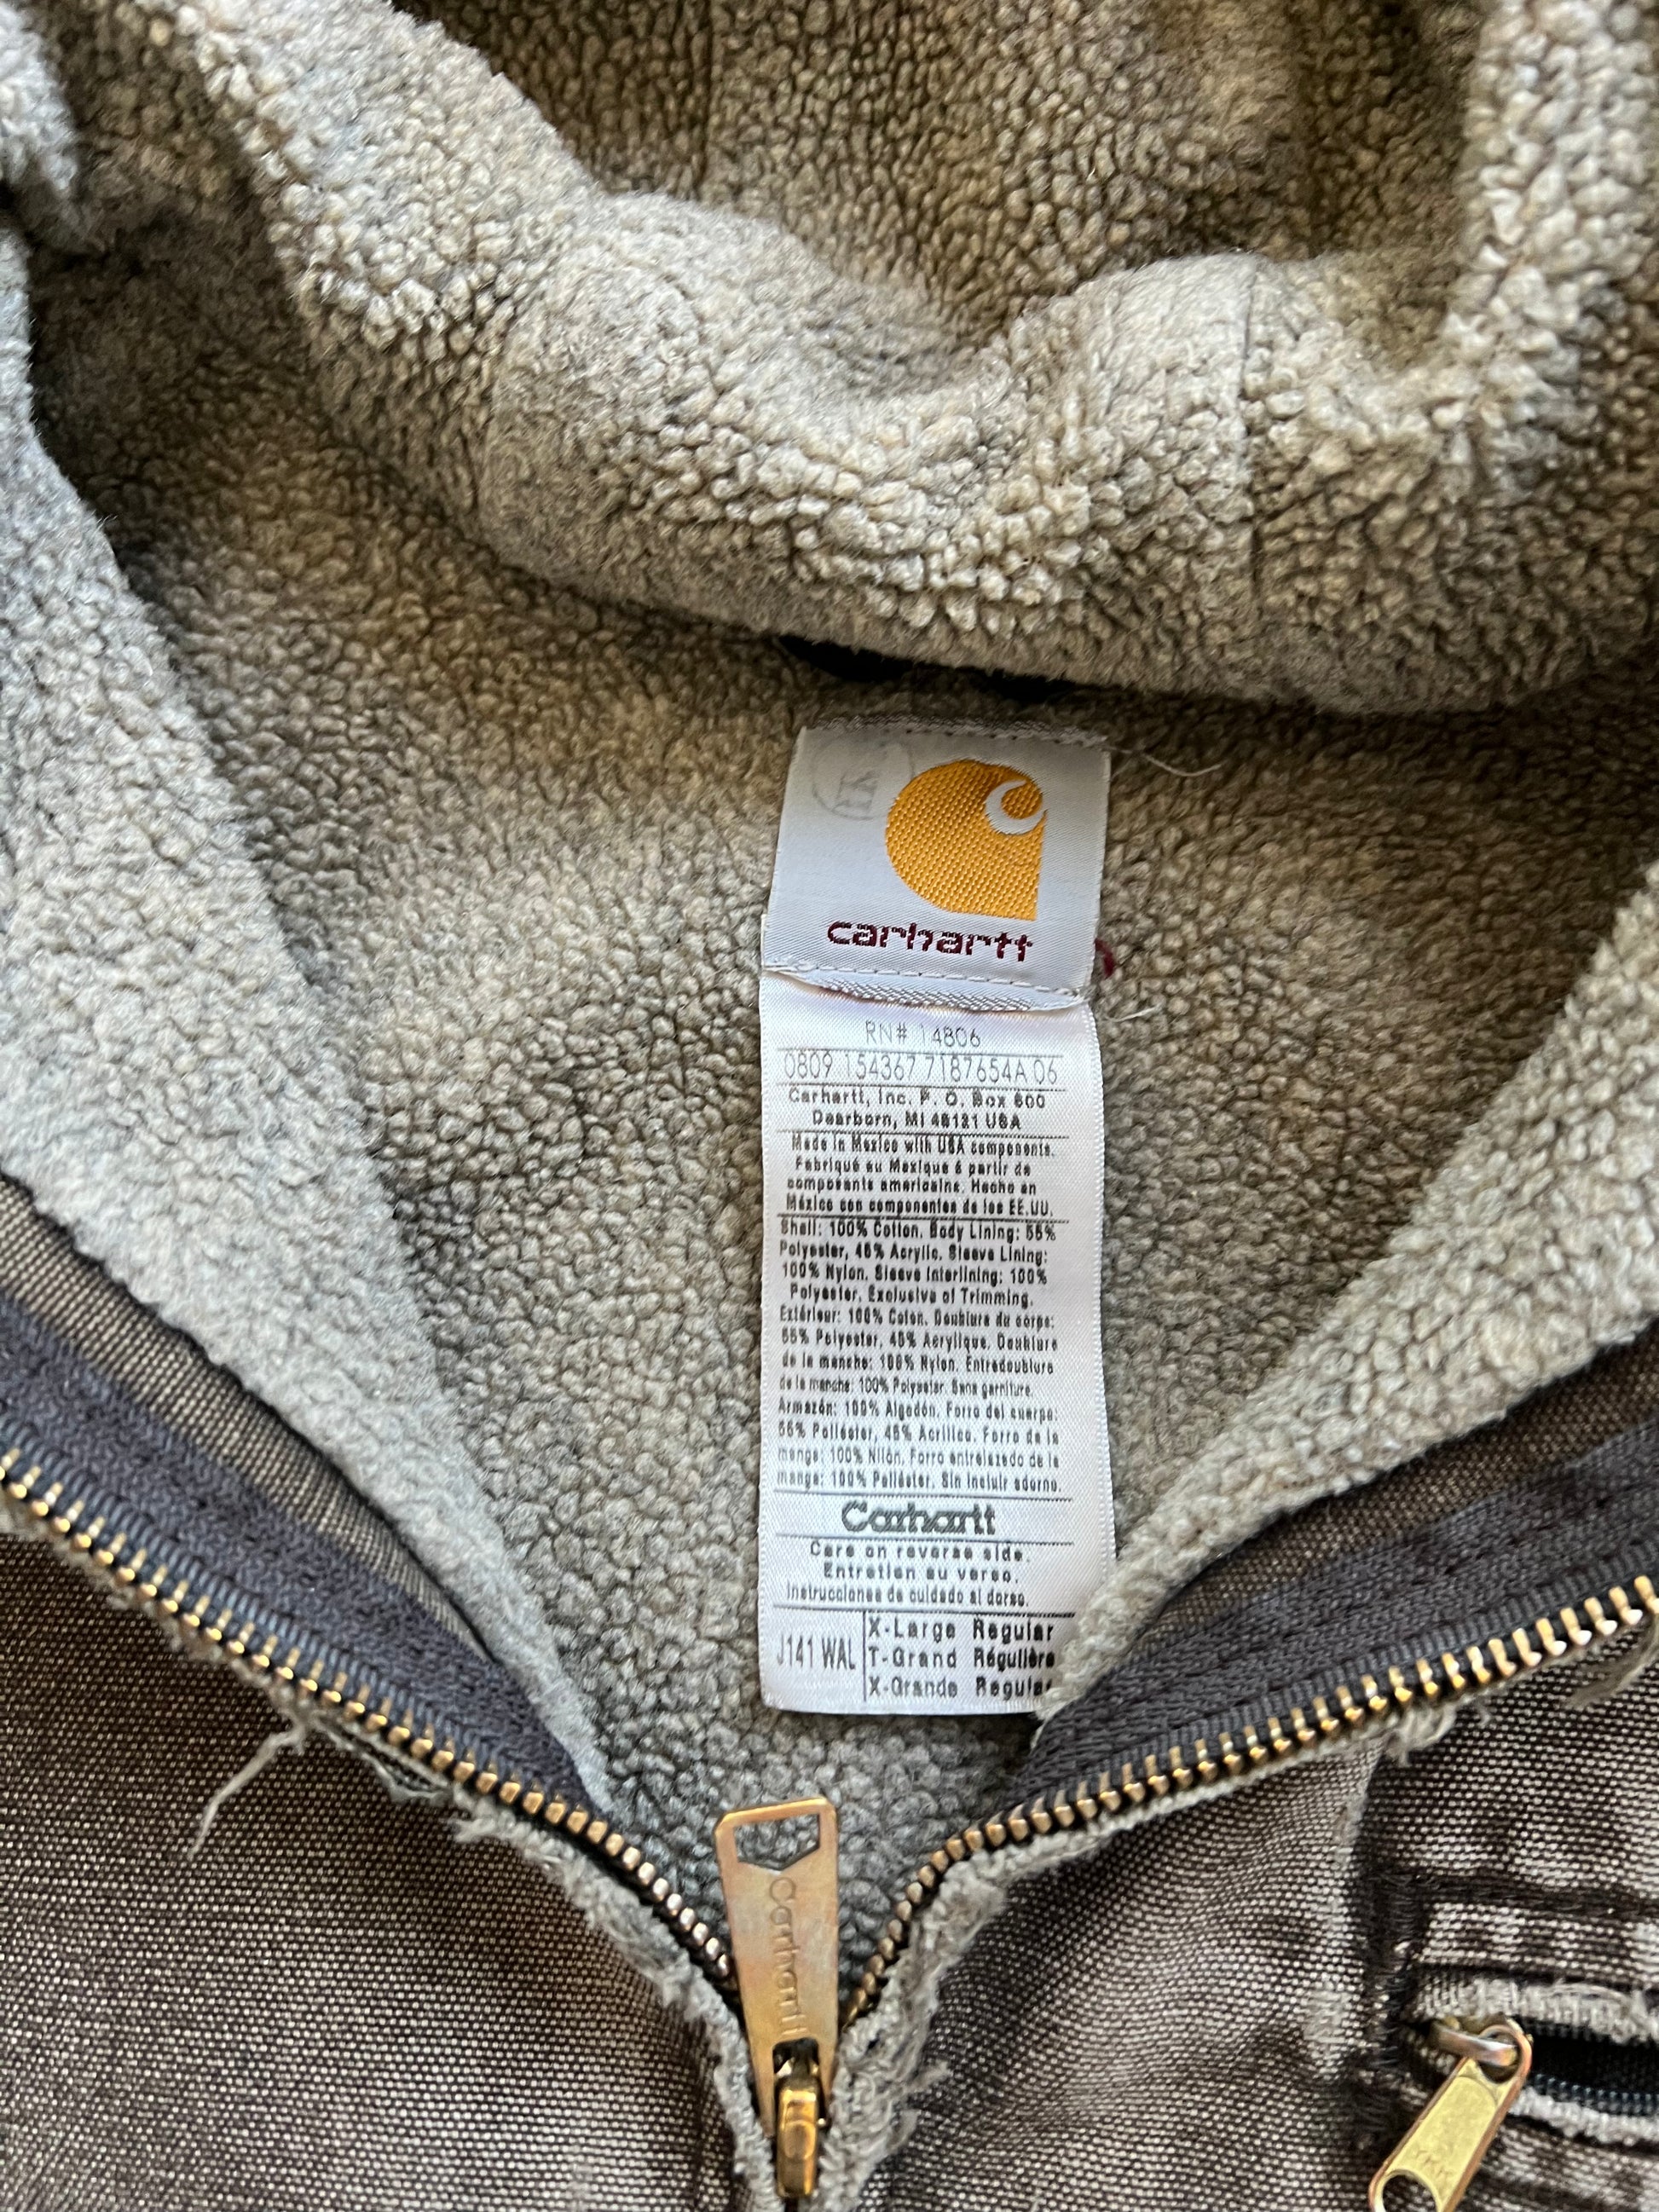 carhartt
RN# 14806
0809 154367 7187654A 06
Carhartt, Inc. P. O. Box 600
Dearborn, MI 48121 USA
Made in Mexico with USA components.
Fabriqué au Mexique à partir de
composants americains. Hecho en
México con componentes de los EE.UU.
Shell: 100% Cotton. Body Lining: 55%
Polyester, 45% Acrylic. Sleeve Lining:
100% Nylon. Sleeve Interlining: 100%
Polyester. Exclusive of Trimming.
Extérieur: 100% Coton. Doublure du corps:
55% Polyester, 45% Acrylique. Doublure
de la manche: 100% Nylon. Entredoublure
de la manche: 100% Polyester. Sans garniture.
Armazón: 100% Algodón. Forro del cuerpo:
55% Poliéster, 45% Acrílico. Forro de la
manga: 100% Nilón. Forro entrelazado de la
manga: 100% Poliéster. Sin incluir adorno.
Carhartt
Care on reverse side.
Entretien au verso.
Instrucciones de cuidado al dorso.
J141 WAL
X-Large Regular
T-Grand Régulière
X-Grande Regular
Carhartt
YKK